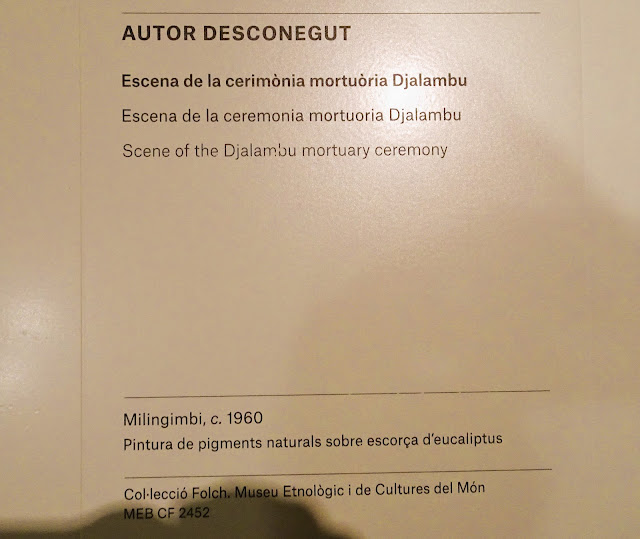 AUTOR DESCONEGUT
Escena de la cerimònia mortuòria Djalambu
Escena de la ceremonia mortuoria Djalambu
Scene of the Djalambu mortuary ceremony
Milingimbi, c. 1960
Pintura de pigments naturals sobre escorça d'eucaliptus
Col·lecció Folch. Museu Etnològic i de Cultures del Món
MEB CF 2452